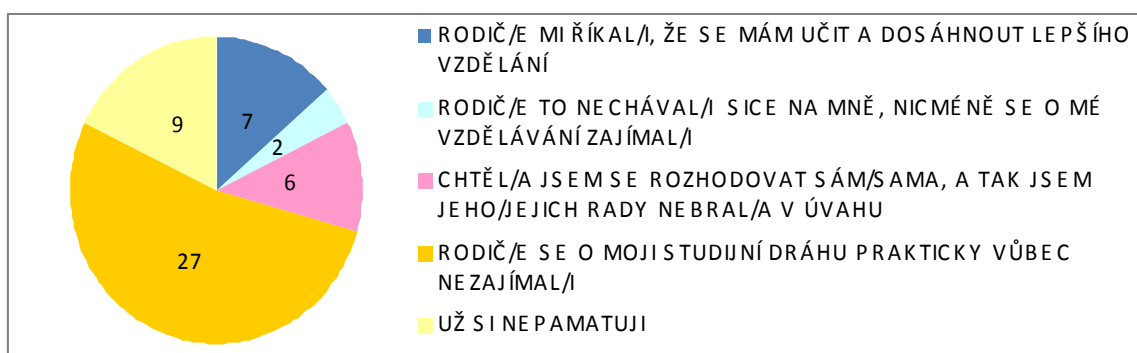 RODIČ/E MI ŘÍKAL/I, ŽE SE MÁM UČIT A DOSÁHNOUT LEPŠÍHO
VZDĚLÁNÍ
RODIČ/E TO NECHÁVAL/I SICE NA MNĚ, NICMÉNĚ SE O MÉ
VZDĚLÁVÁNÍ ZAJÍMAL/I
CHTĚL/A JSEM SE ROZHODOVAT SÁM/SAMA, A TAK JSEM
JEHO/JEJICH RADY NEBRAL/A V ÚVAHU
RODIČ/E SE O MOJI STUDIJNÍ DRÁHU PRAKTICKY VŮBEC
NEZAJÍMAL/I
UŽ SI NEPAMATUJI
7
2
6
27
9